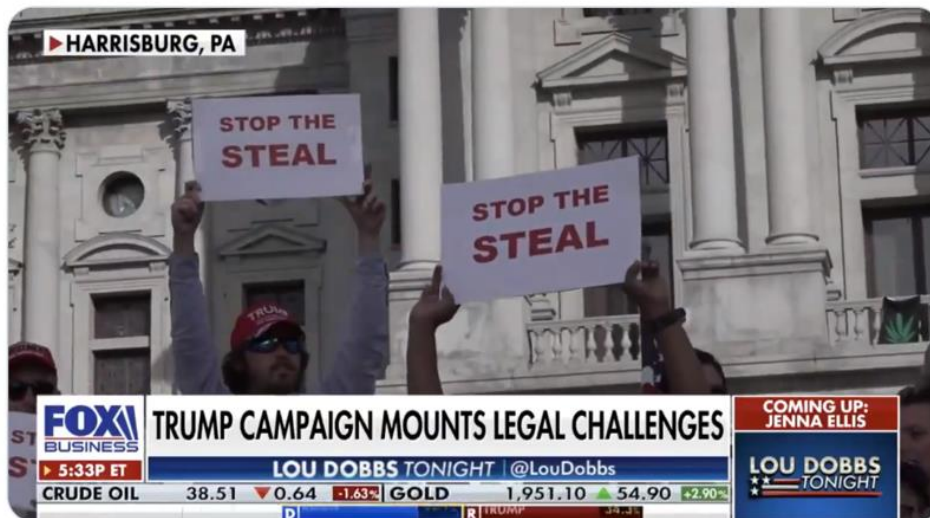 HARRISBURG, PA
STOP THE
STEAL
STOP THE
STEAL
TRUMP
ST
S
FOX
BUSINESS
TRUMP CAMPAIGN MOUNTS LEGAL CHALLENGES
COMING UP:
JENNA ELLIS
5:33P ET
LOU DOBBS TONIGHT | @LouDobbs
LOU DOBBS
TONIGHT
CRUDE OIL 38.51 ▼0.64 -1.63% | GOLD 1,951.10 ▲ 54.90 +2.90%
D
R TRUMP